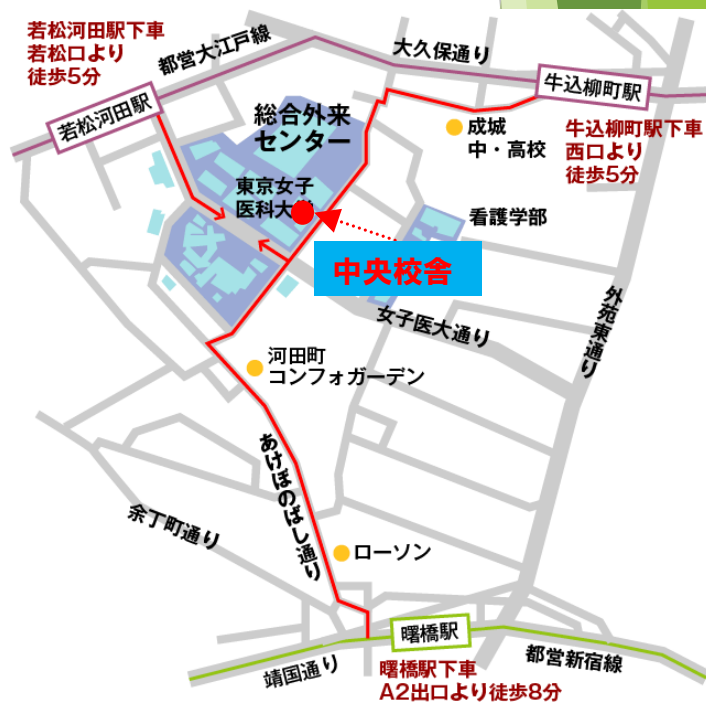 若松河田駅下車
若松口より
徒歩5分
都営大江戸線
大久保通り
若松河田駅
牛込柳町駅
総合外来
センター
成城
中・高校
牛込柳町駅下車
西口より
徒歩5分
東京女子
医科大学
看護学部
中央校舎
女子医大通り
外苑東通り
河田町
コンフォガーデン
あけぼのばし通り
余丁町通り
ローソン
曙橋駅
靖国通り
都営新宿線
曙橋駅下車
A2出口より徒歩8分